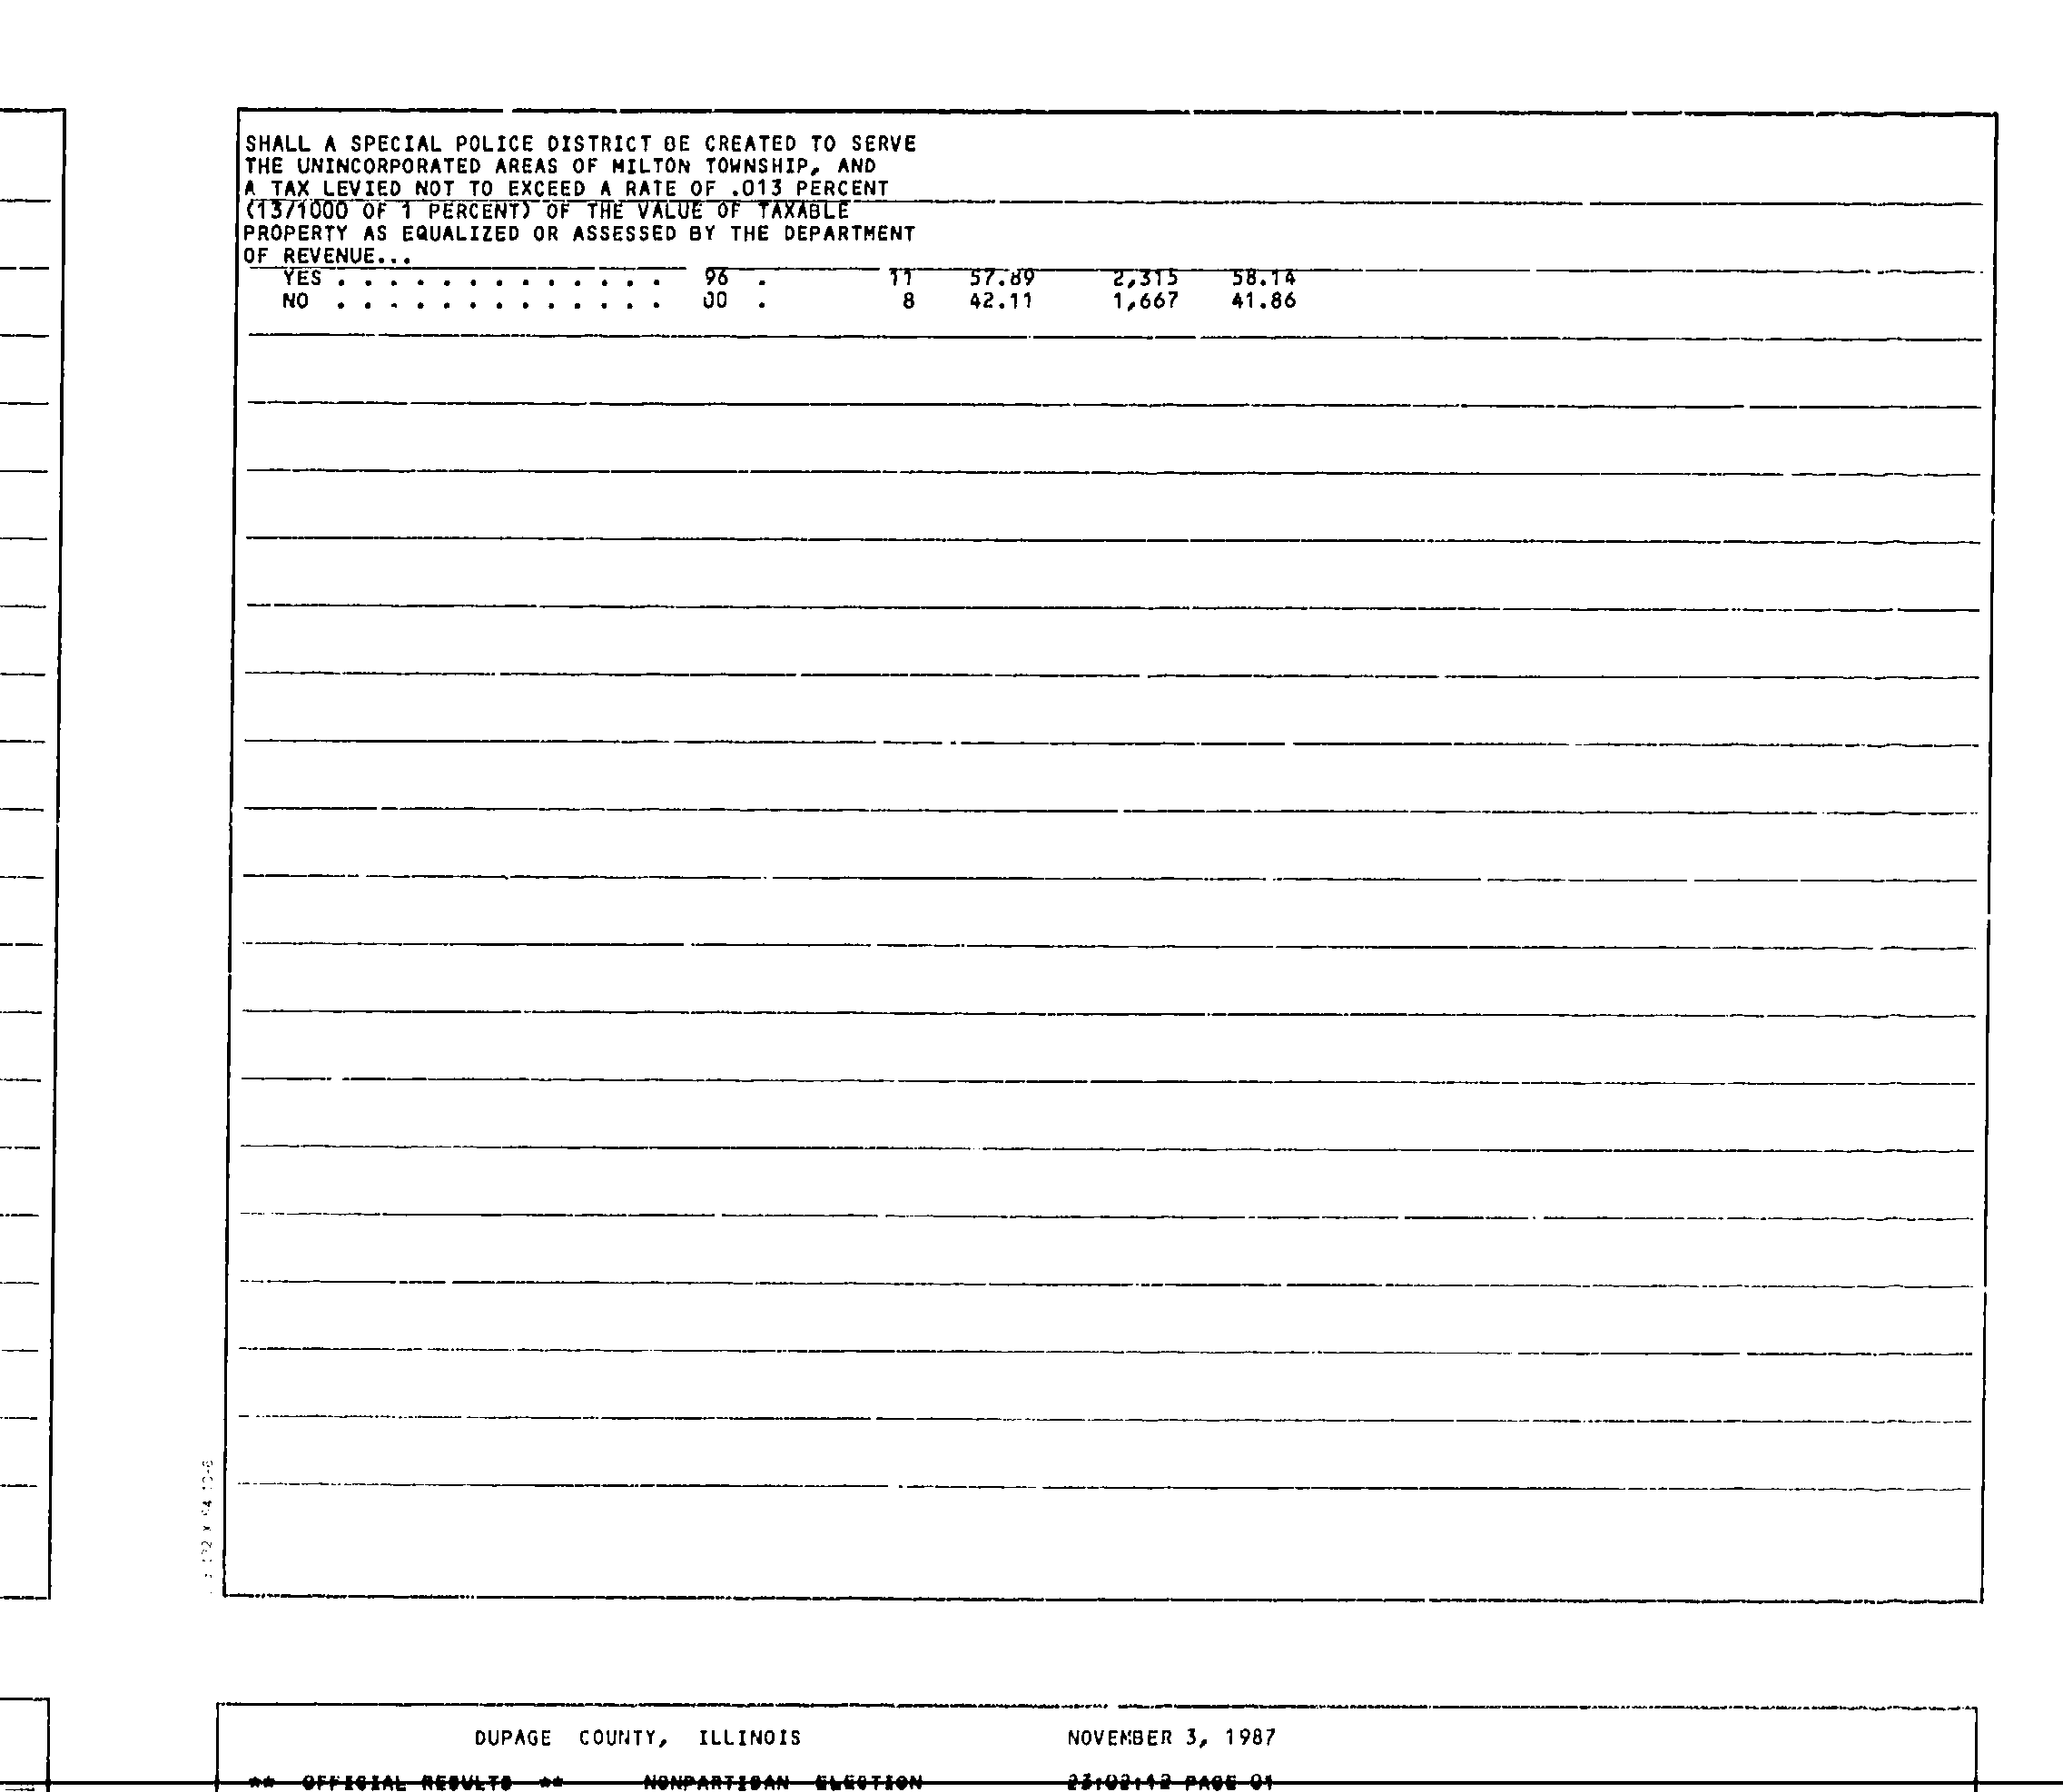 SHALL A SPECIAL POLICE DISTRICT BE CREATED TO SERVE
THE UNINCORPORATED AREAS OF MILTON TOWNSHIP, AND
A TAX LEVIED NOT TO EXCEED A RATE OF .013 PERCENT
(13/1000 OF 1 PERCENT) OF THE VALUE OF TAXABLE
PROPERTY AS EQUALIZED OR ASSESSED BY THE DEPARTMENT
OF REVENUE...
YES . . . . . . . . . . . . . 96 . 11 57.89 2,315 58.14
NO . . . . . . . . . . . . . 00 . 8 42.11 1,667 41.86
DUPAGE COUNTY, ILLINOIS NOVEMBER 3, 1987
** OFFICIAL RESULTS ** NONPARTISAN ELECTION 23:02:12 PAGE 01